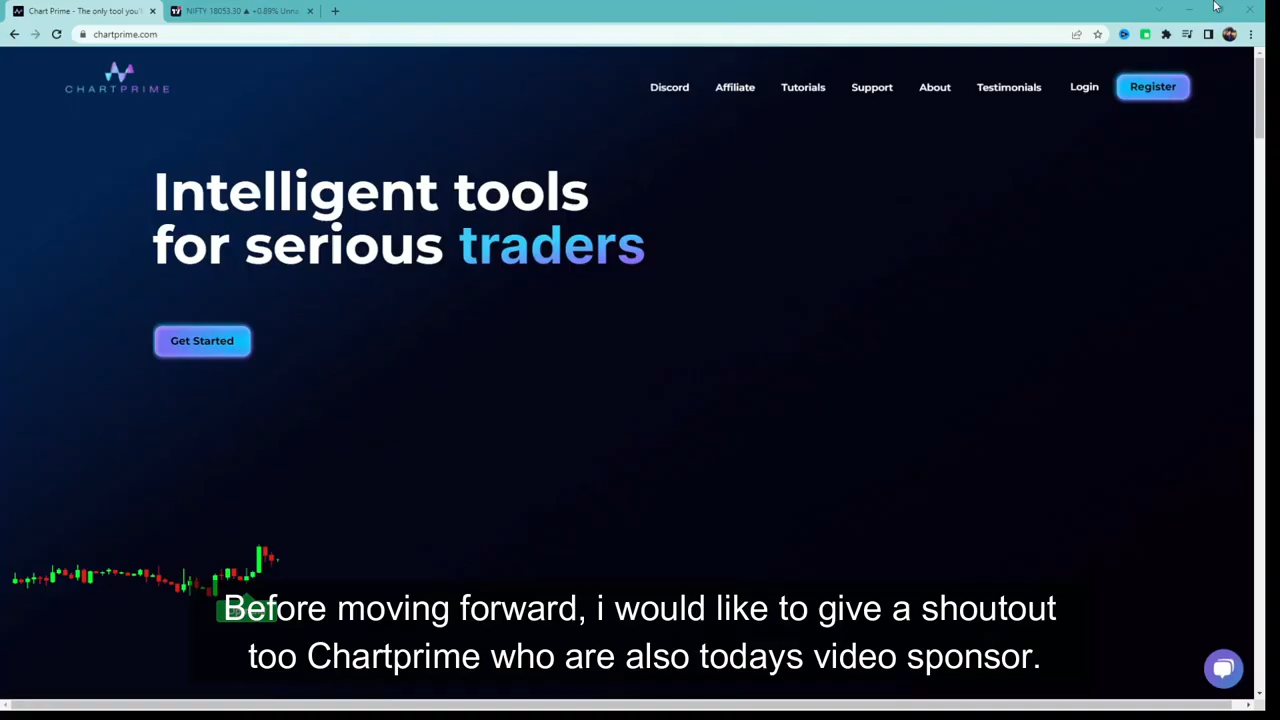 Chart Prime - The only tool you'l
NIFTY 18053.30 ▲ +0.89% Unna
chartprime.com
CHARTPRIME
Discord Affiliate Tutorials Support About Testimonials Login Register
Intelligent tools
for serious traders
Get Started
Before moving forward, i would like to give a shoutout
too Chartprime who are also todays video sponsor.